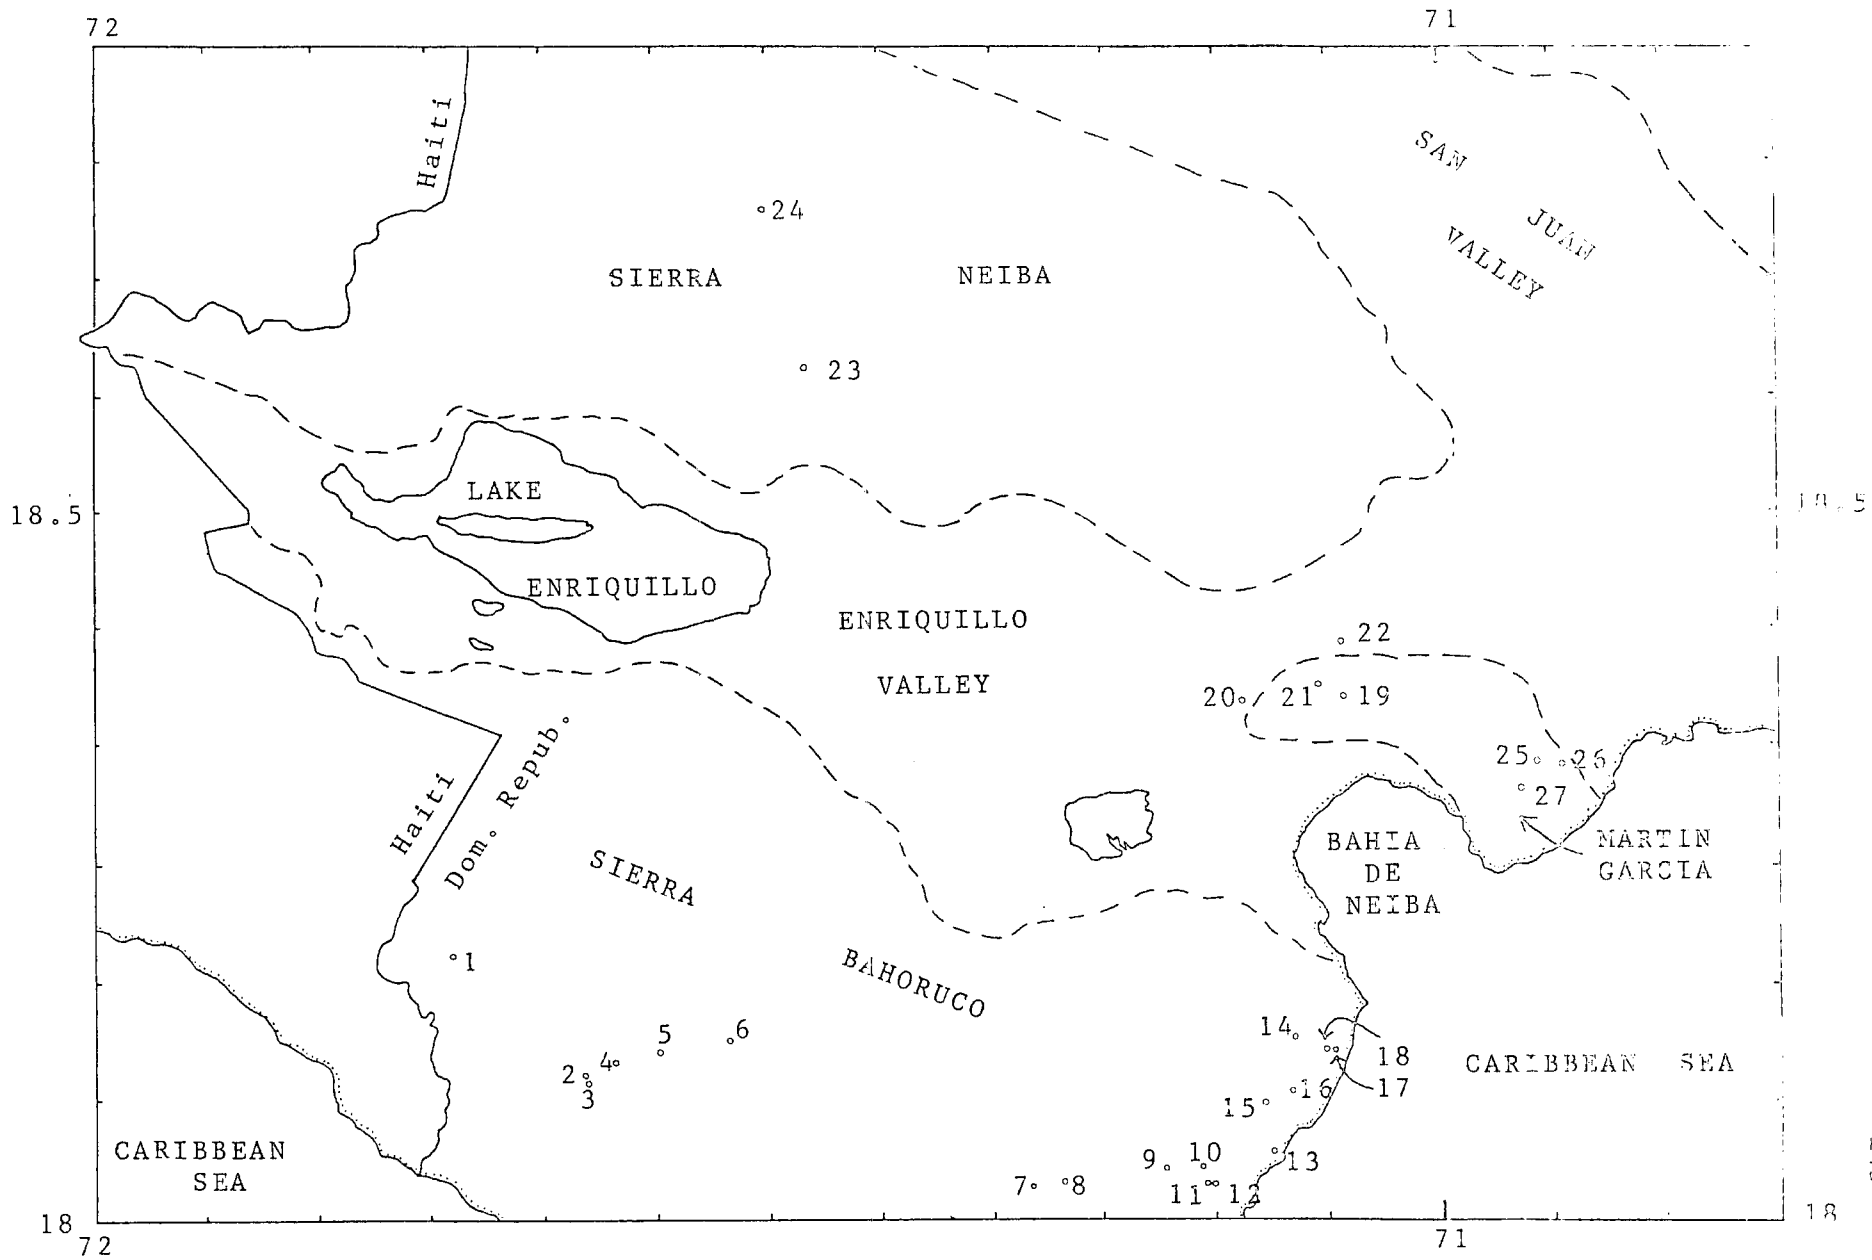 72 71
Haiti
SAN
JUAN
VALLEY
24
SIERRA NEIBA
23
LAKE
18.5 18.5
ENRIQUILLO
ENRIQUILLO
VALLEY
22
20 21 19
Haiti
Dom. Repub.
25 26
27
BAHIA
DE
NEIBA
MARTIN
GARCIA
SIERRA
BAHORUCO
1
2 3 4 5 6
14
18
17
CARIBBEAN SEA
15 16
CARIBBEAN
SEA
9 10
13
7 8
11 12
18 18
72 71